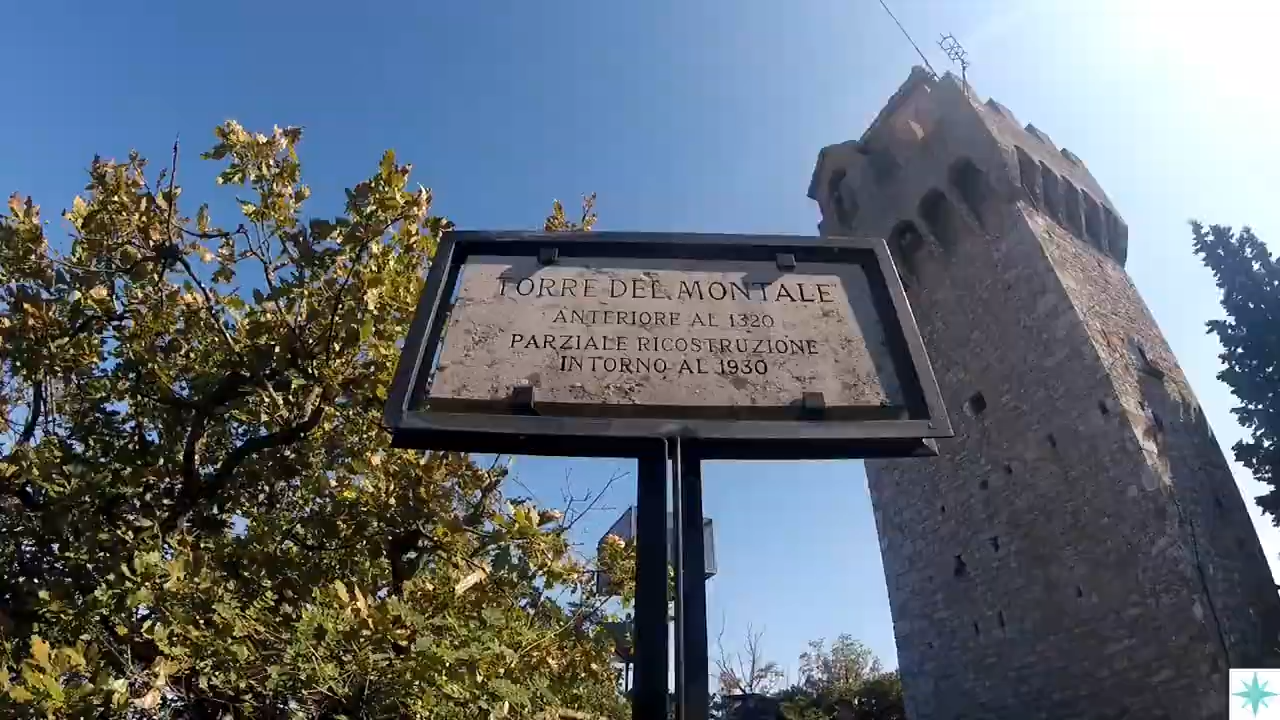 TORRE DEL MONTALE
ANTERIORE AL 1320
PARZIALE RICOSTRUZIONE
INTORNO AL 1930